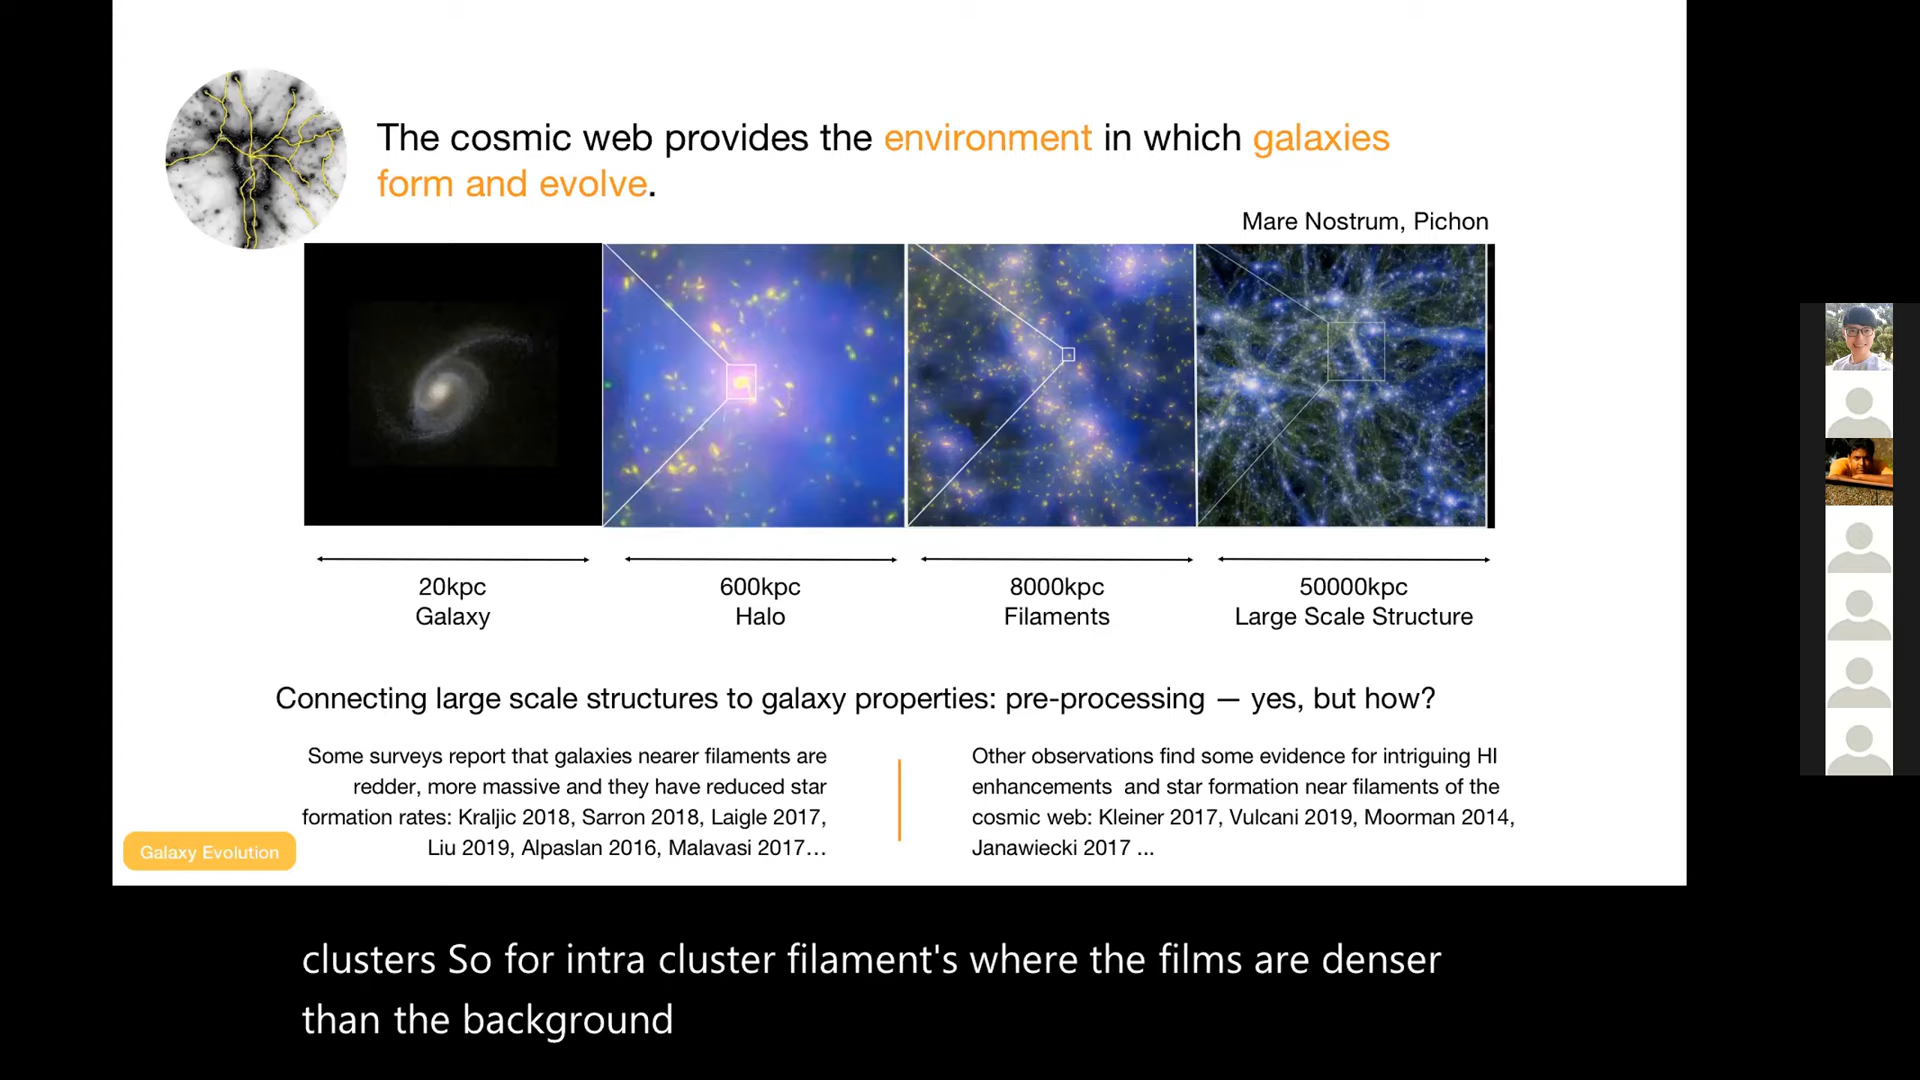 The cosmic web provides the environment in which galaxies
form and evolve.
Mare Nostrum, Pichon
20kpc
Galaxy
600kpc
Halo
8000kpc
Filaments
50000kpc
Large Scale Structure
Connecting large scale structures to galaxy properties: pre-processing — yes, but how?
Some surveys report that galaxies nearer filaments are
redder, more massive and they have reduced star
formation rates: Kraljic 2018, Sarron 2018, Laigle 2017,
Liu 2019, Alpaslan 2016, Malavasi 2017...
Other observations find some evidence for intriguing HI
enhancements  and star formation near filaments of the
cosmic web: Kleiner 2017, Vulcani 2019, Moorman 2014,
Janawiecki 2017 ...
Galaxy Evolution
clusters So for intra cluster filament's where the films are denser
than the background